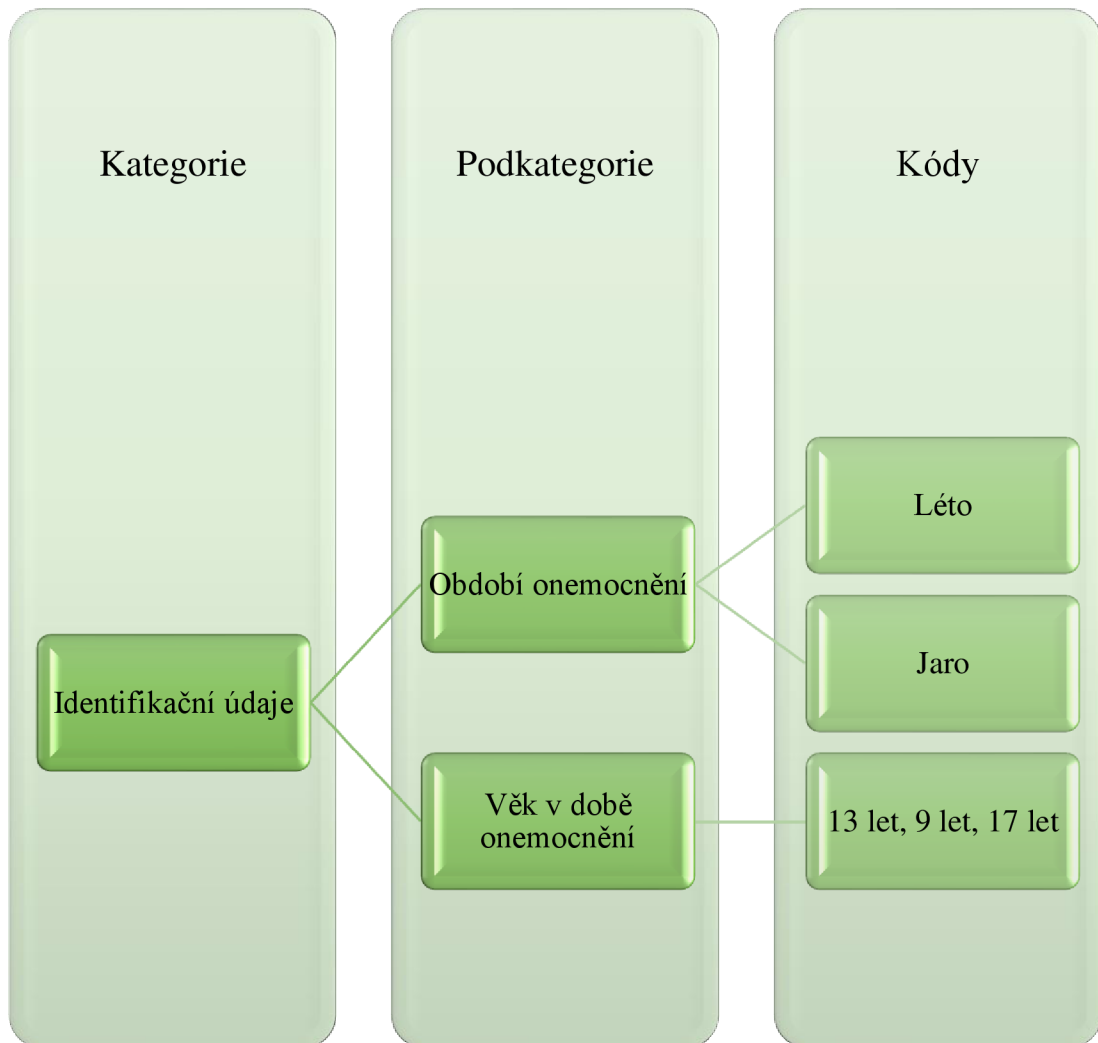 Kategorie
Podkategorie
Kódy
Identifikační údaje
Období onemocnění
Léto
Jaro
Věk v době
onemocnění
13 let, 9 let, 17 let